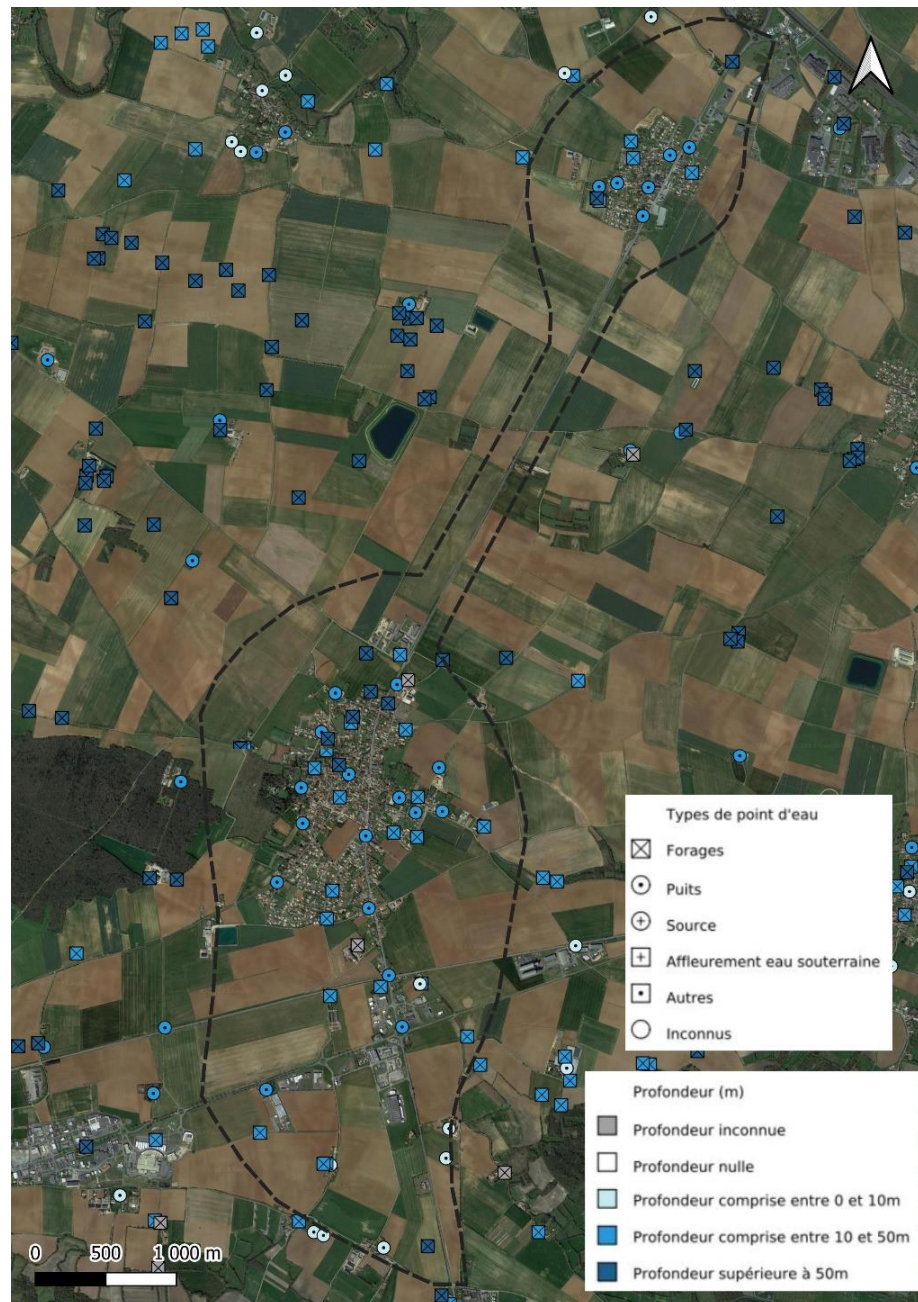 Types de point d'eau
Forages
Puits
Source
Affleurement eau souterraine
Autres
Inconnus
Profondeur (m)
Profondeur inconnue
Profondeur nulle
Profondeur comprise entre 0 et 10m
Profondeur comprise entre 10 et 50m
Profondeur supérieure à 50m
0 500 1 000 m